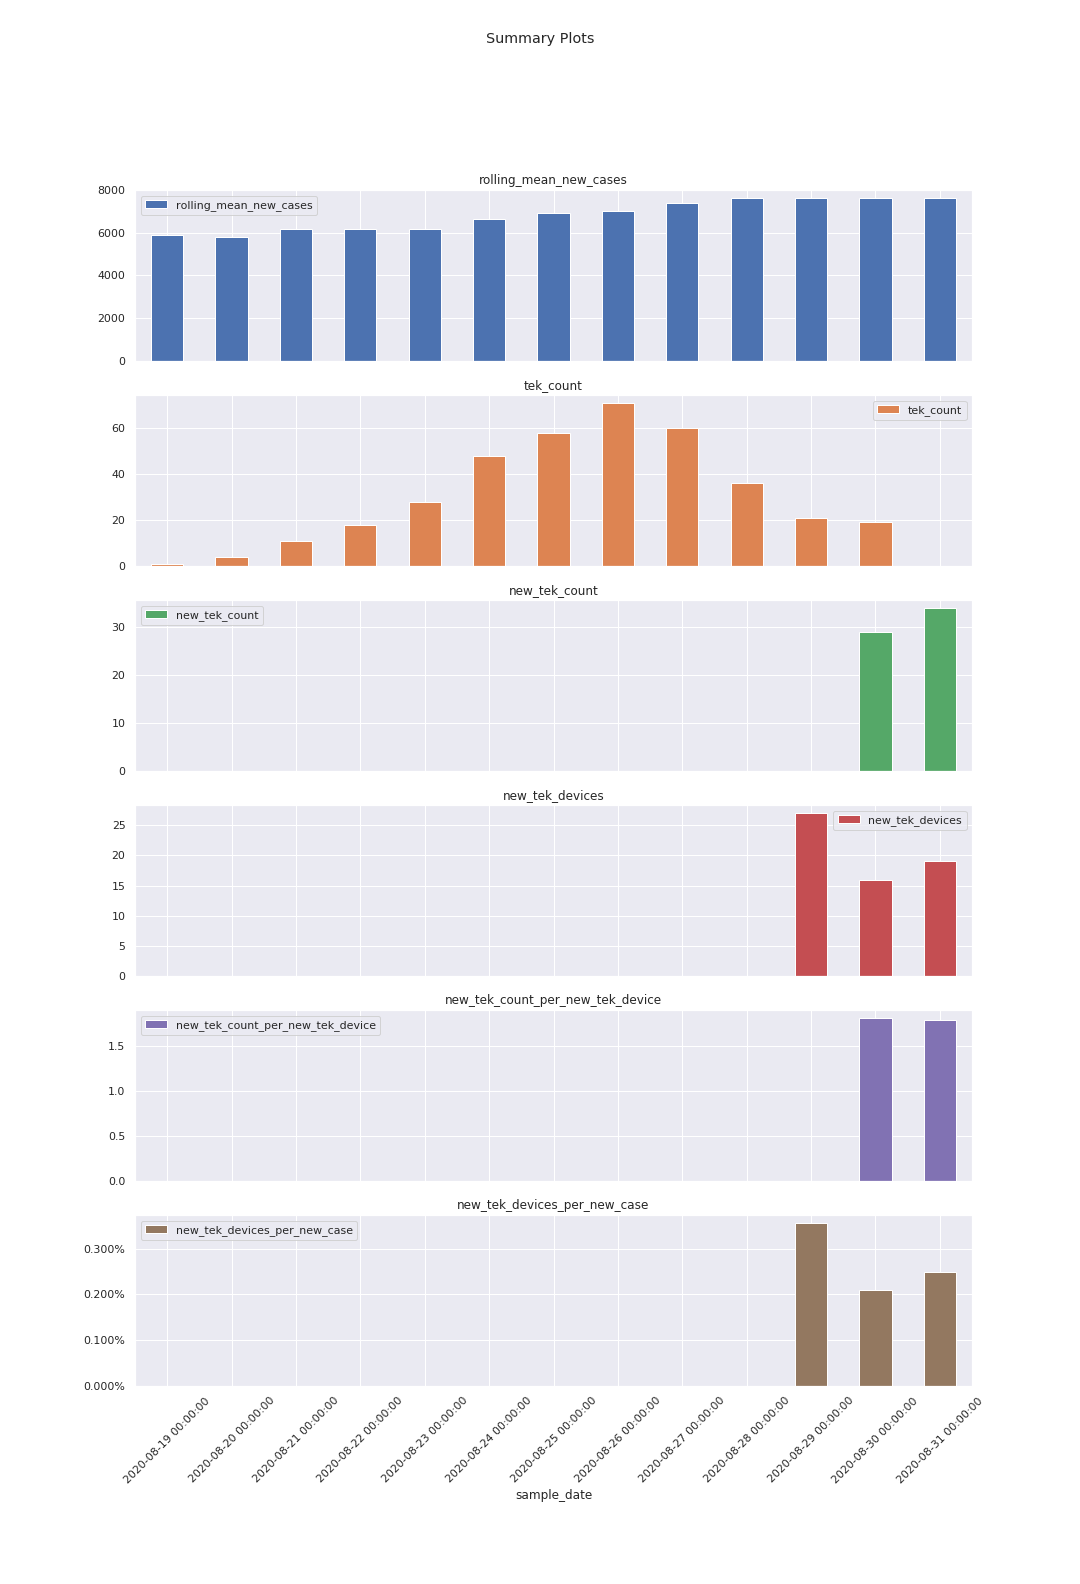 Summary Plots
rolling_mean_new_cases
rolling_mean_new_cases
8000
6000
4000
2000
0
tek_count
tek_count
60
40
20
0
new_tek_count
new_tek_count
30
20
10
0
new_tek_devices
new_tek_devices
25
20
15
10
5
0
new_tek_count_per_new_tek_device
new_tek_count_per_new_tek_device
1.5
1.0
0.5
0.0
new_tek_devices_per_new_case
new_tek_devices_per_new_case
0.300%
0.200%
0.100%
0.000%
2020-08-19 00:00:00
2020-08-20 00:00:00
2020-08-21 00:00:00
2020-08-22 00:00:00
2020-08-23 00:00:00
2020-08-24 00:00:00
2020-08-25 00:00:00
2020-08-26 00:00:00
2020-08-27 00:00:00
2020-08-28 00:00:00
2020-08-29 00:00:00
2020-08-30 00:00:00
2020-08-31 00:00:00
sample_date